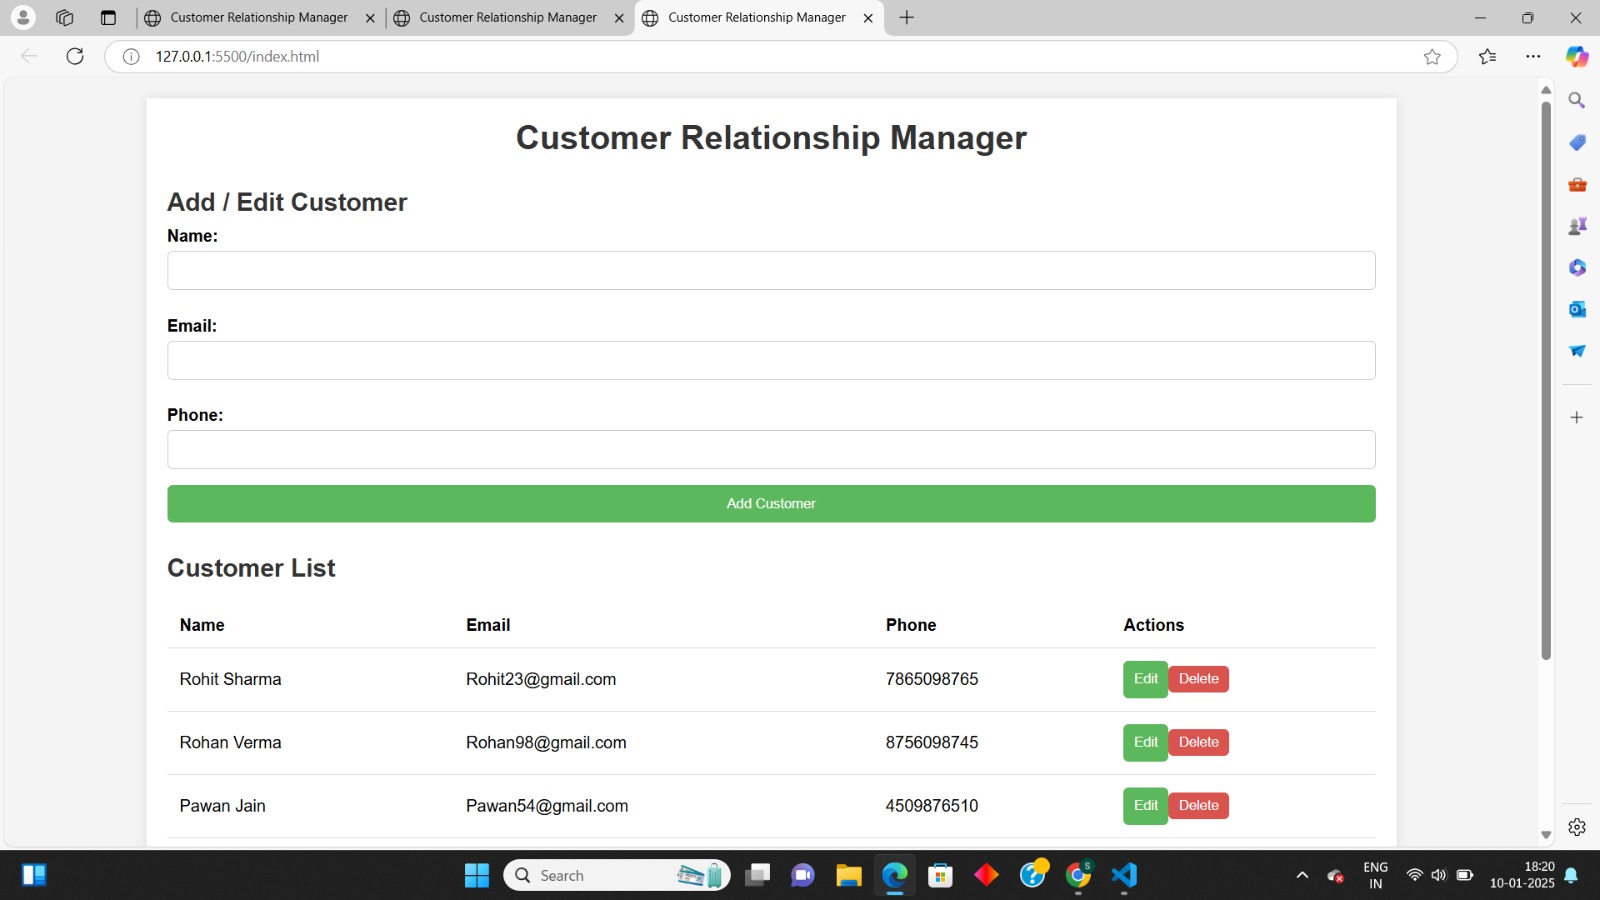 Customer Relationship Manager
Customer Relationship Manager
Customer Relationship Manager
127.0.0.1:5500/index.html
Customer Relationship Manager
Add / Edit Customer
Name:
Email:
Phone:
Add Customer
Customer List
Name Email Phone Actions
Rohit Sharma Rohit23@gmail.com 7865098765 Edit Delete
Rohan Verma Rohan98@gmail.com 8756098745 Edit Delete
Pawan Jain Pawan54@gmail.com 4509876510 Edit Delete
Search
S
ENG
IN
18:20
10-01-2025